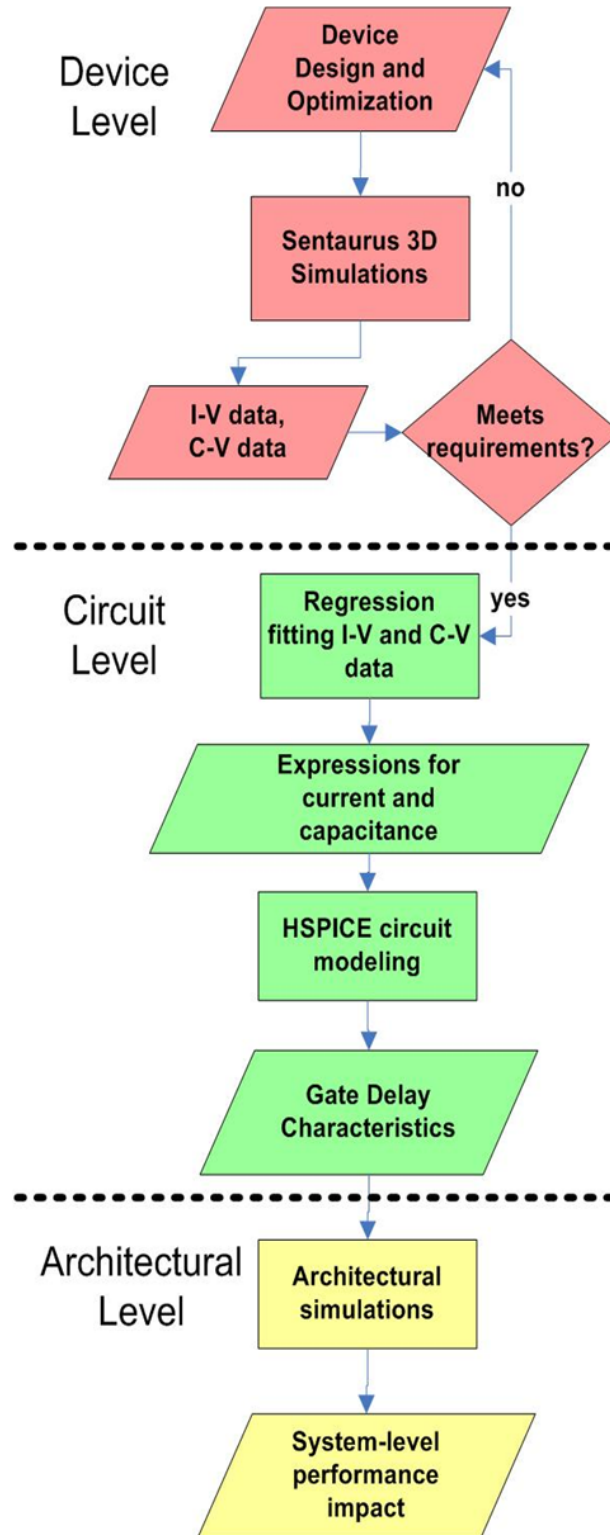 Device
Level
Device
Design and
Optimization
no
Sentaurus 3D
Simulations
I-V data,
C-V data
Meets
requirements?
Circuit
Level
yes
Regression
fitting I-V and C-V
data
Expressions for
current and
capacitance
HSPICE circuit
modeling
Gate Delay
Characteristics
Architectural
Level
Architectural
simulations
System-level
performance
impact